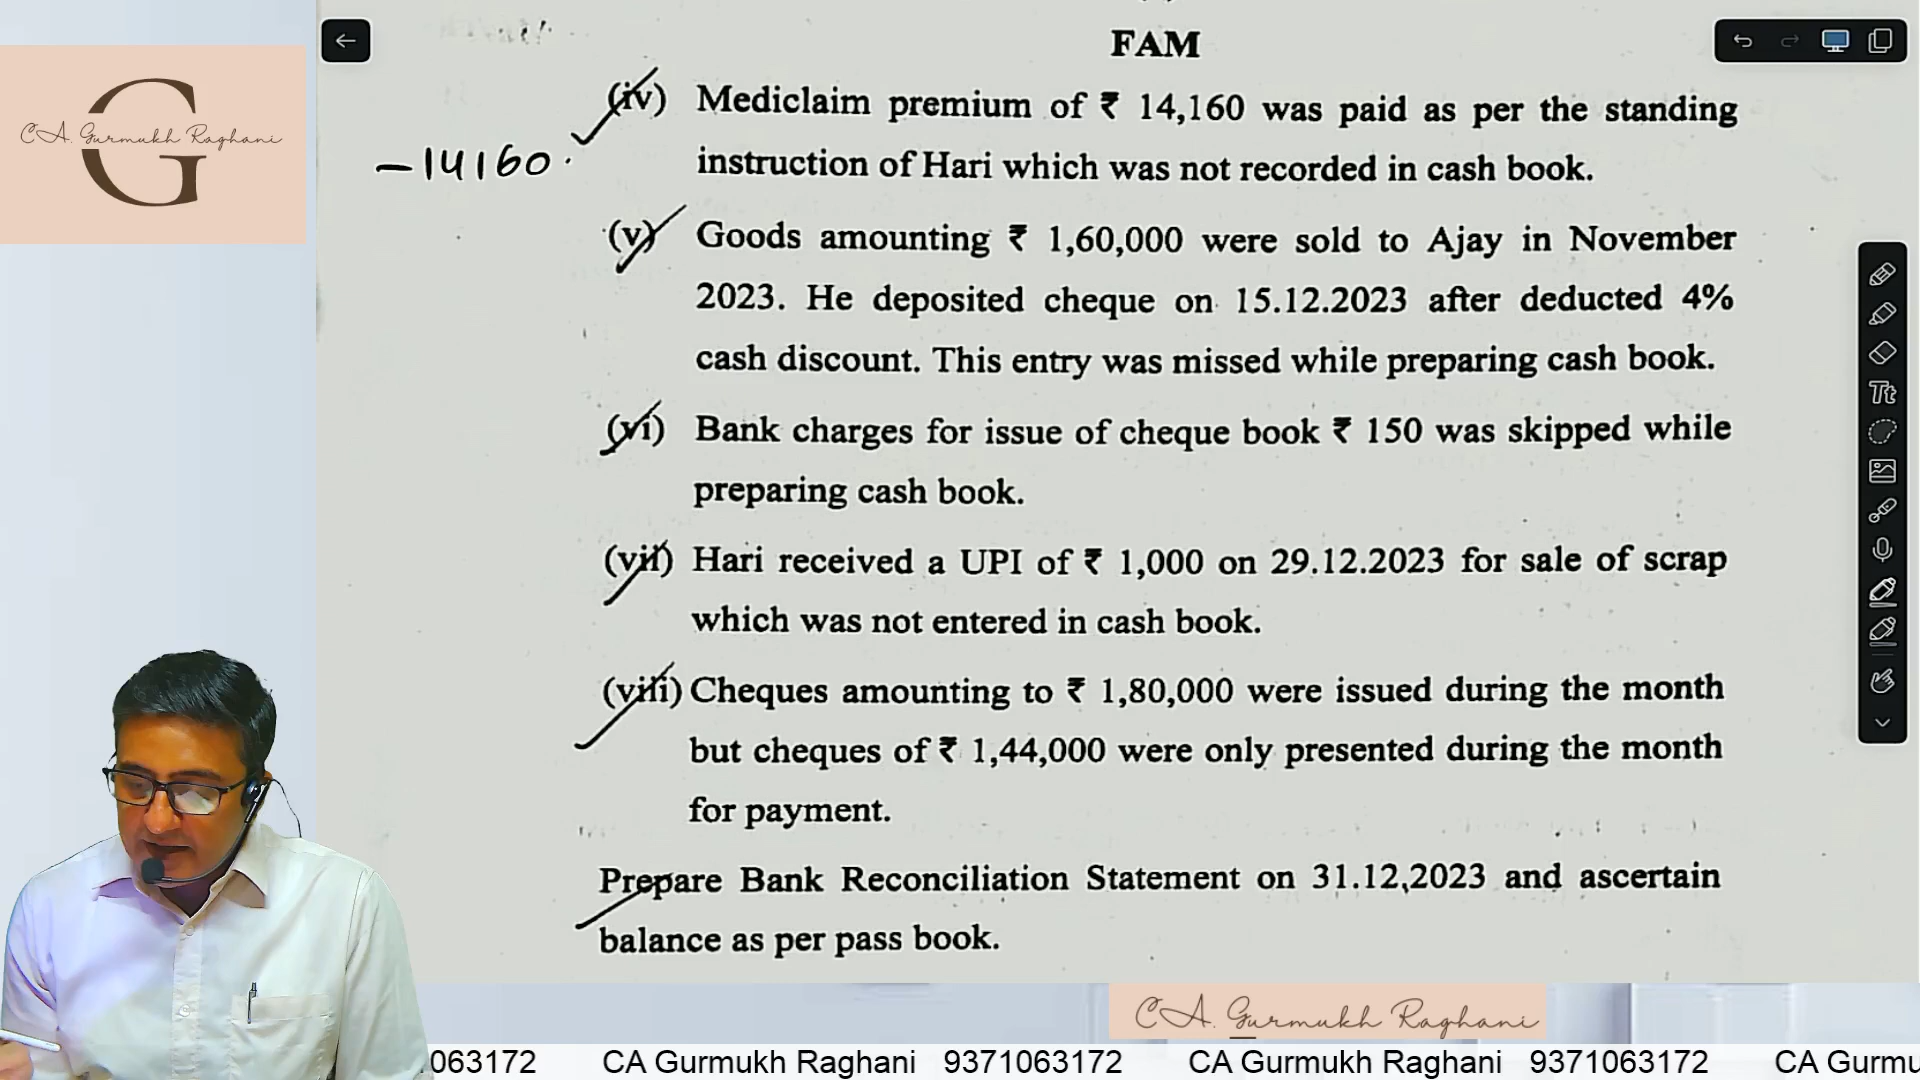 FAM
(iv) Mediclaim premium of ₹ 14,160 was paid as per the standing
instruction of Hari which was not recorded in cash book.
−14160.
(v) Goods amounting ₹ 1,60,000 were sold to Ajay in November
2023. He deposited cheque on 15.12.2023 after deducted 4%
cash discount. This entry was missed while preparing cash book.
(vi) Bank charges for issue of cheque book ₹ 150 was skipped while
preparing cash book.
(vii) Hari received a UPI of ₹ 1,000 on 29.12.2023 for sale of scrap
which was not entered in cash book.
(viii) Cheques amounting to ₹ 1,80,000 were issued during the month
but cheques of ₹ 1,44,000 were only presented during the month
for payment.
Prepare Bank Reconciliation Statement on 31.12,2023 and ascertain
balance as per pass book.
G
CA. Gurmukh Raghani
Tt
CA. Gurmukh Raghani
063172 CA Gurmukh Raghani 9371063172 CA Gurmukh Raghani 9371063172 CA Gurmu